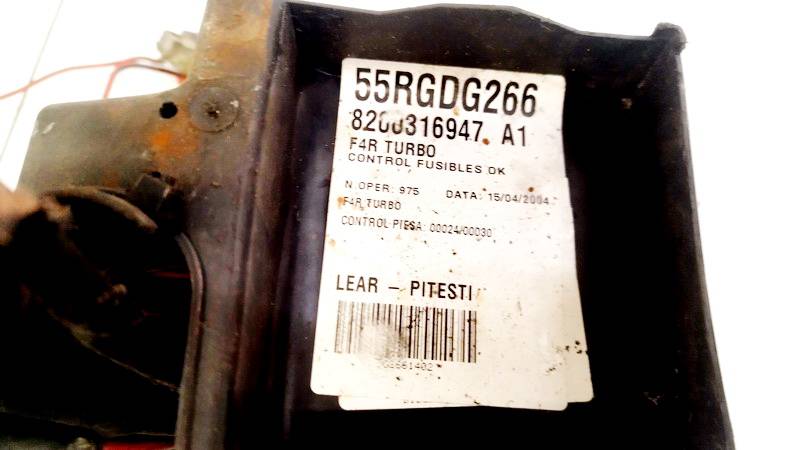 55RGDG266
8200316947 A1
F4R TURBO
CONTROL FUSIBLES OK
N.OPER: 975 DATA: 15/04/2004
F4R TURBO
CONTROL PIESA: 00024/00030
LEAR - PITESTI